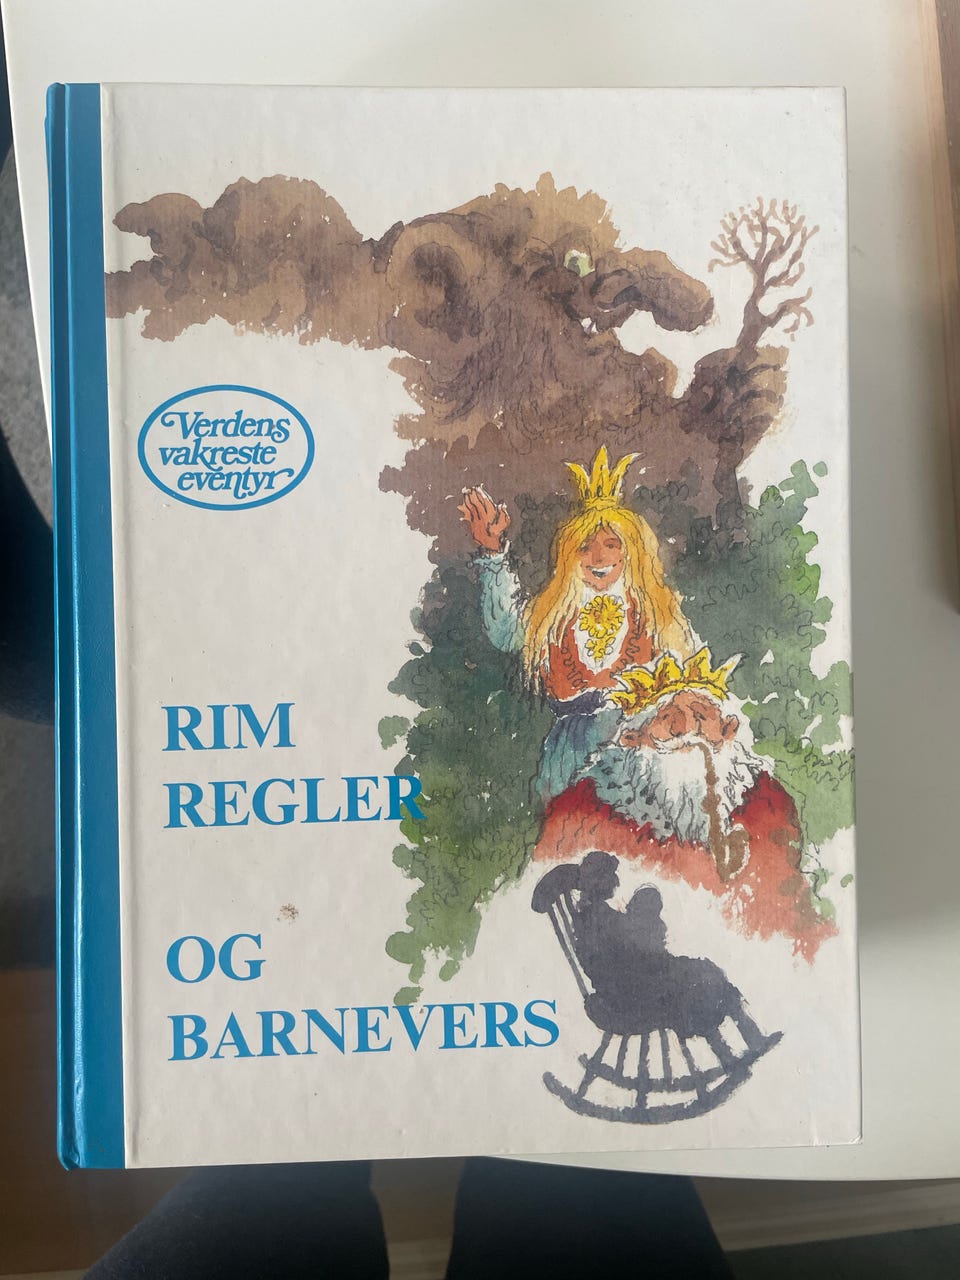 Verdens
vakreste
eventyr
RIM
REGLER
OG
BARNEVERS